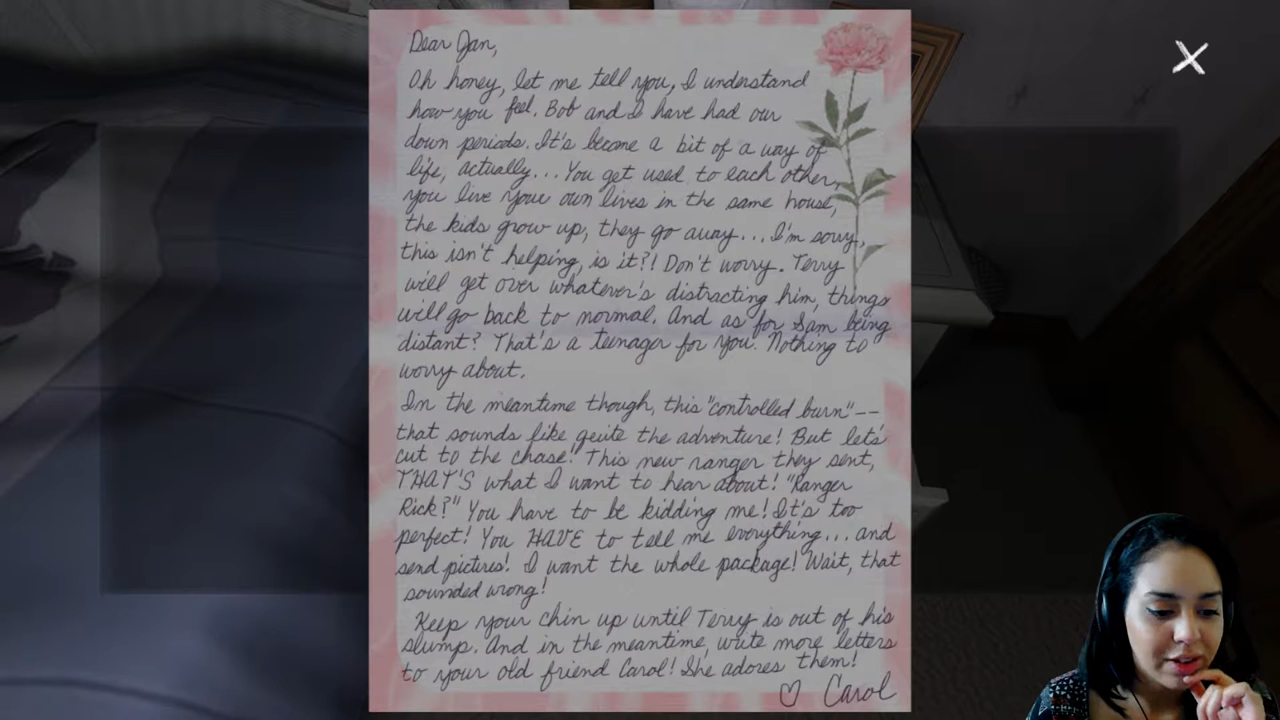 Dear Jan,
Oh honey, let me tell you, I understand
how you feel. Bob and I have had our
down periods. It's become a bit of a way of
life, actually... You get used to each other,
you live your own lives in the same house,
the kids grow up, they go away... I'm sorry,
this isn't helping, is it?! Don't worry. Terry
will get over whatever's distracting him, things
will go back to normal. And as for Sam being
distant? That's a teenager for you. Nothing to
worry about.
In the meantime though, this "controlled burn"--
that sounds like quite the adventure! But let's
cut to the chase! This new ranger they sent,
THAT'S what I want to hear about! "Ranger
Rick?" You have to be kidding me! It's too
perfect! You HAVE to tell me everything... and
send pictures! I want the whole package! Wait, that
sounded wrong!
Keep your chin up until Terry is out of his
slump. And in the meantime, write more letters
to your old friend Carol! She adores them!
♡ Carol